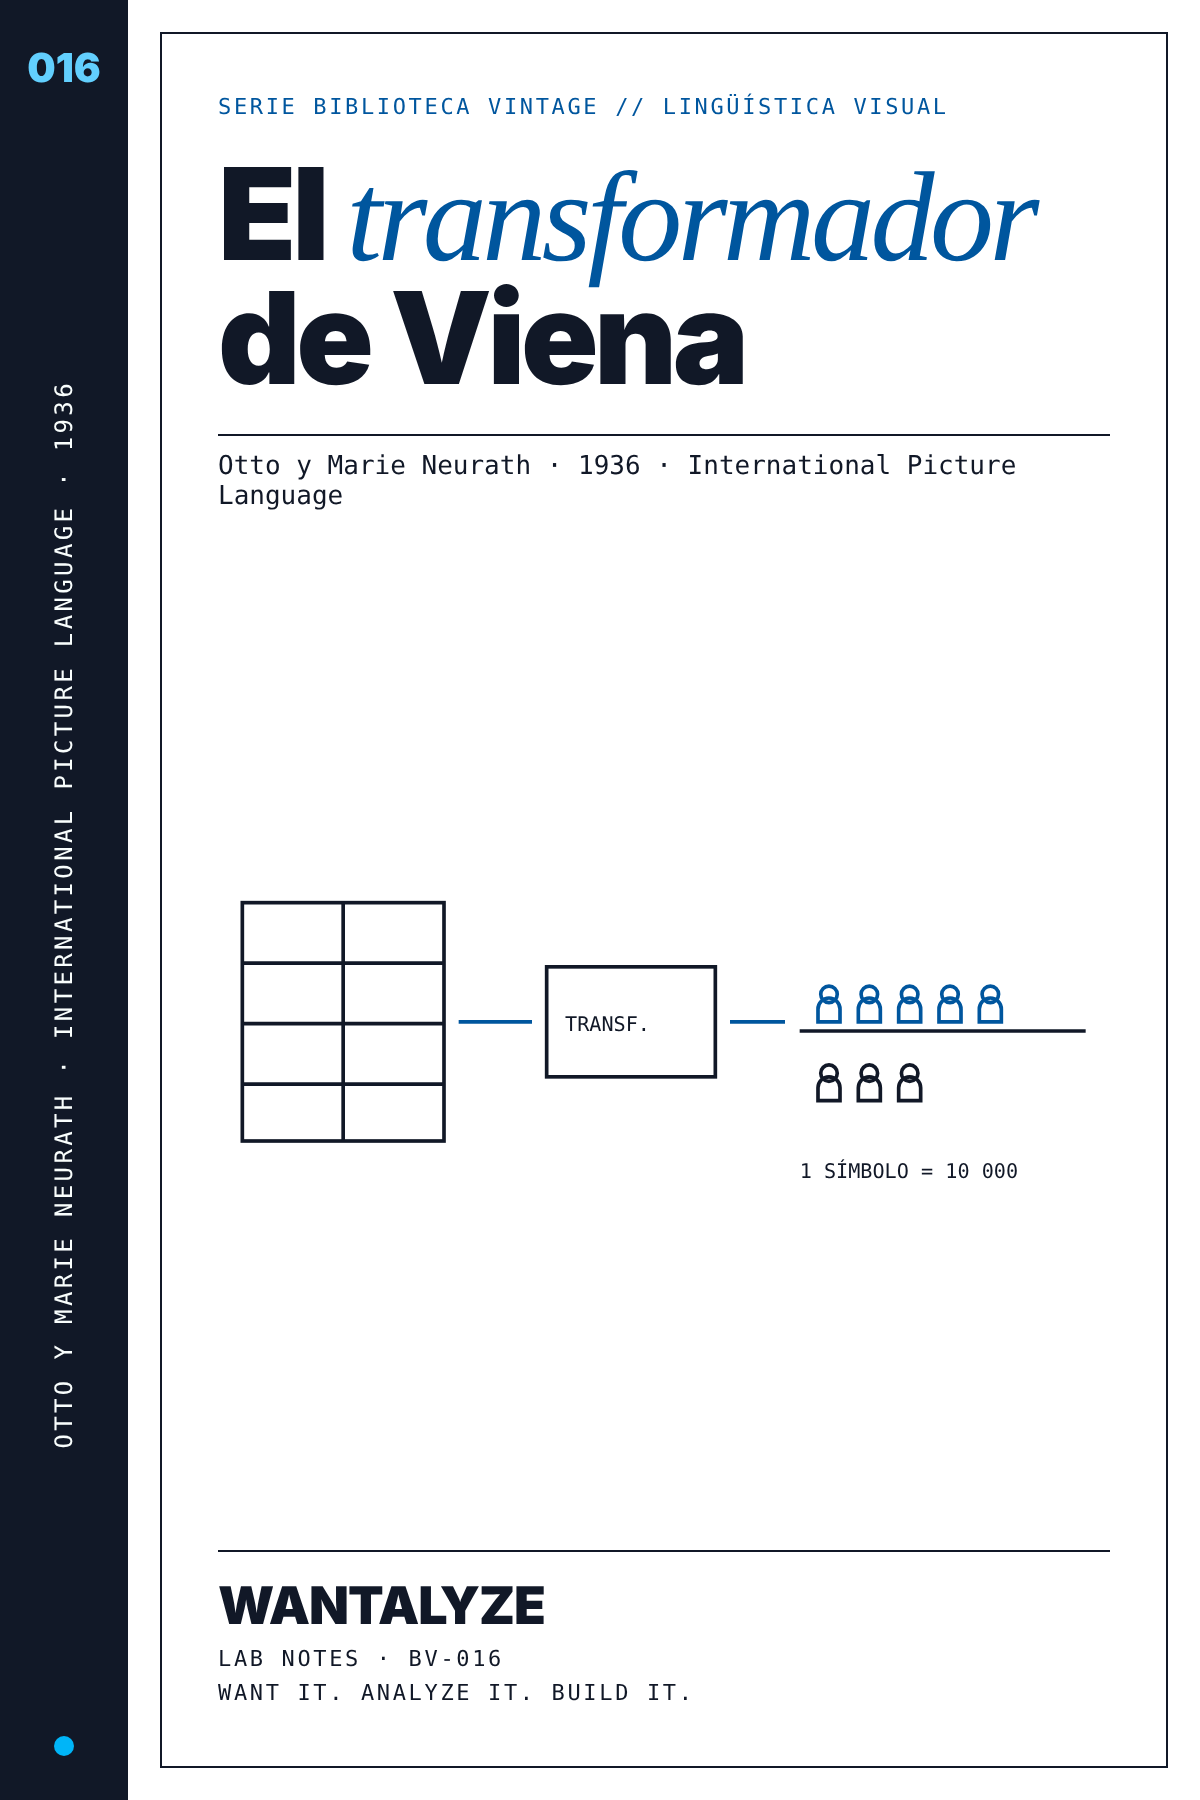 016
OTTO Y MARIE NEURATH · INTERNATIONAL PICTURE LANGUAGE · 1936
SERIE BIBLIOTECA VINTAGE // LINGÜÍSTICA VISUAL
El transformador
de Viena
Otto y Marie Neurath · 1936 · International Picture
Language
TRANSF.
1 SÍMBOLO = 10 000
WANTALYZE
LAB NOTES · BV-016
WANT IT. ANALYZE IT. BUILD IT.